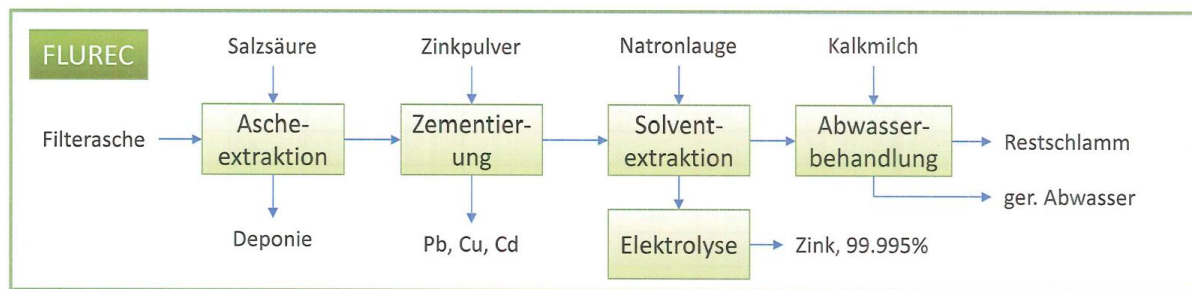 FLUREC
Salzsäure
Zinkpulver
Natronlauge
Kalkmilch
Filterasche
Asche-
extraktion
Zementier-
ung
Solvent-
extraktion
Abwasser-
behandlung
Restschlamm
ger. Abwasser
Deponie
Pb, Cu, Cd
Elektrolyse
Zink, 99.995%